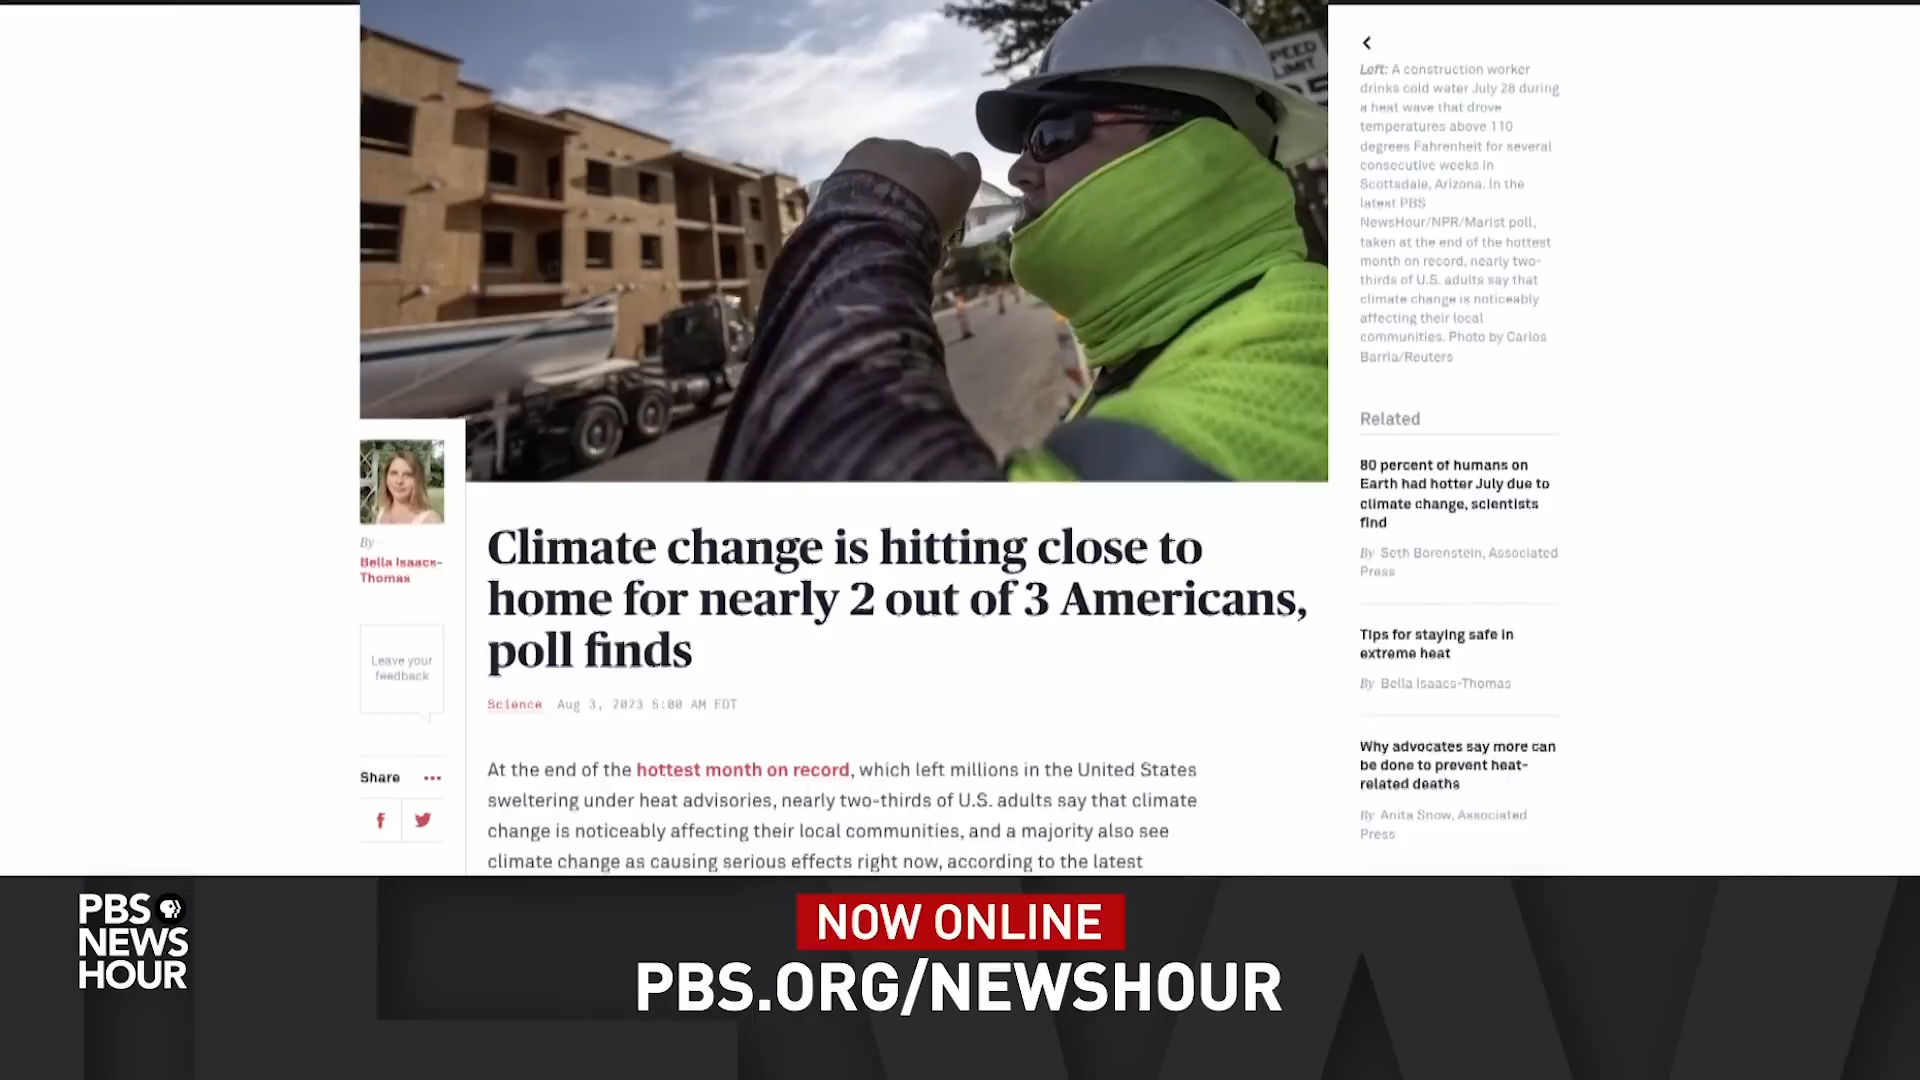 SPEED
LIMIT
Left: A construction worker
drinks cold water July 28 during
a heat wave that drove
temperatures above 110
degrees Fahrenheit for several
consecutive weeks in
Scottsdale, Arizona. In the
latest PBS
NewsHour/NPR/Marist poll,
taken at the end of the hottest
month on record, nearly two-
thirds of U.S. adults say that
climate change is noticeably
affecting their local
communities. Photo by Carlos
Barria/Reuters
Related
80 percent of humans on
Earth had hotter July due to
climate change, scientists
find
By Seth Borenstein, Associated
Press
Tips for staying safe in
extreme heat
By Bella Isaacs-Thomas
Why advocates say more can
be done to prevent heat-
related deaths
By Anita Snow, Associated
Press
By
Bella Isaacs-
Thomas
Leave your
feedback
Share
Climate change is hitting close to
home for nearly 2 out of 3 Americans,
poll finds
Science Aug 3, 2023 5:00 AM EDT
At the end of the hottest month on record, which left millions in the United States
sweltering under heat advisories, nearly two-thirds of U.S. adults say that climate
change is noticeably affecting their local communities, and a majority also see
climate change as causing serious effects right now, according to the latest
PBS
NEWS
HOUR
NOW ONLINE
PBS.ORG/NEWSHOUR